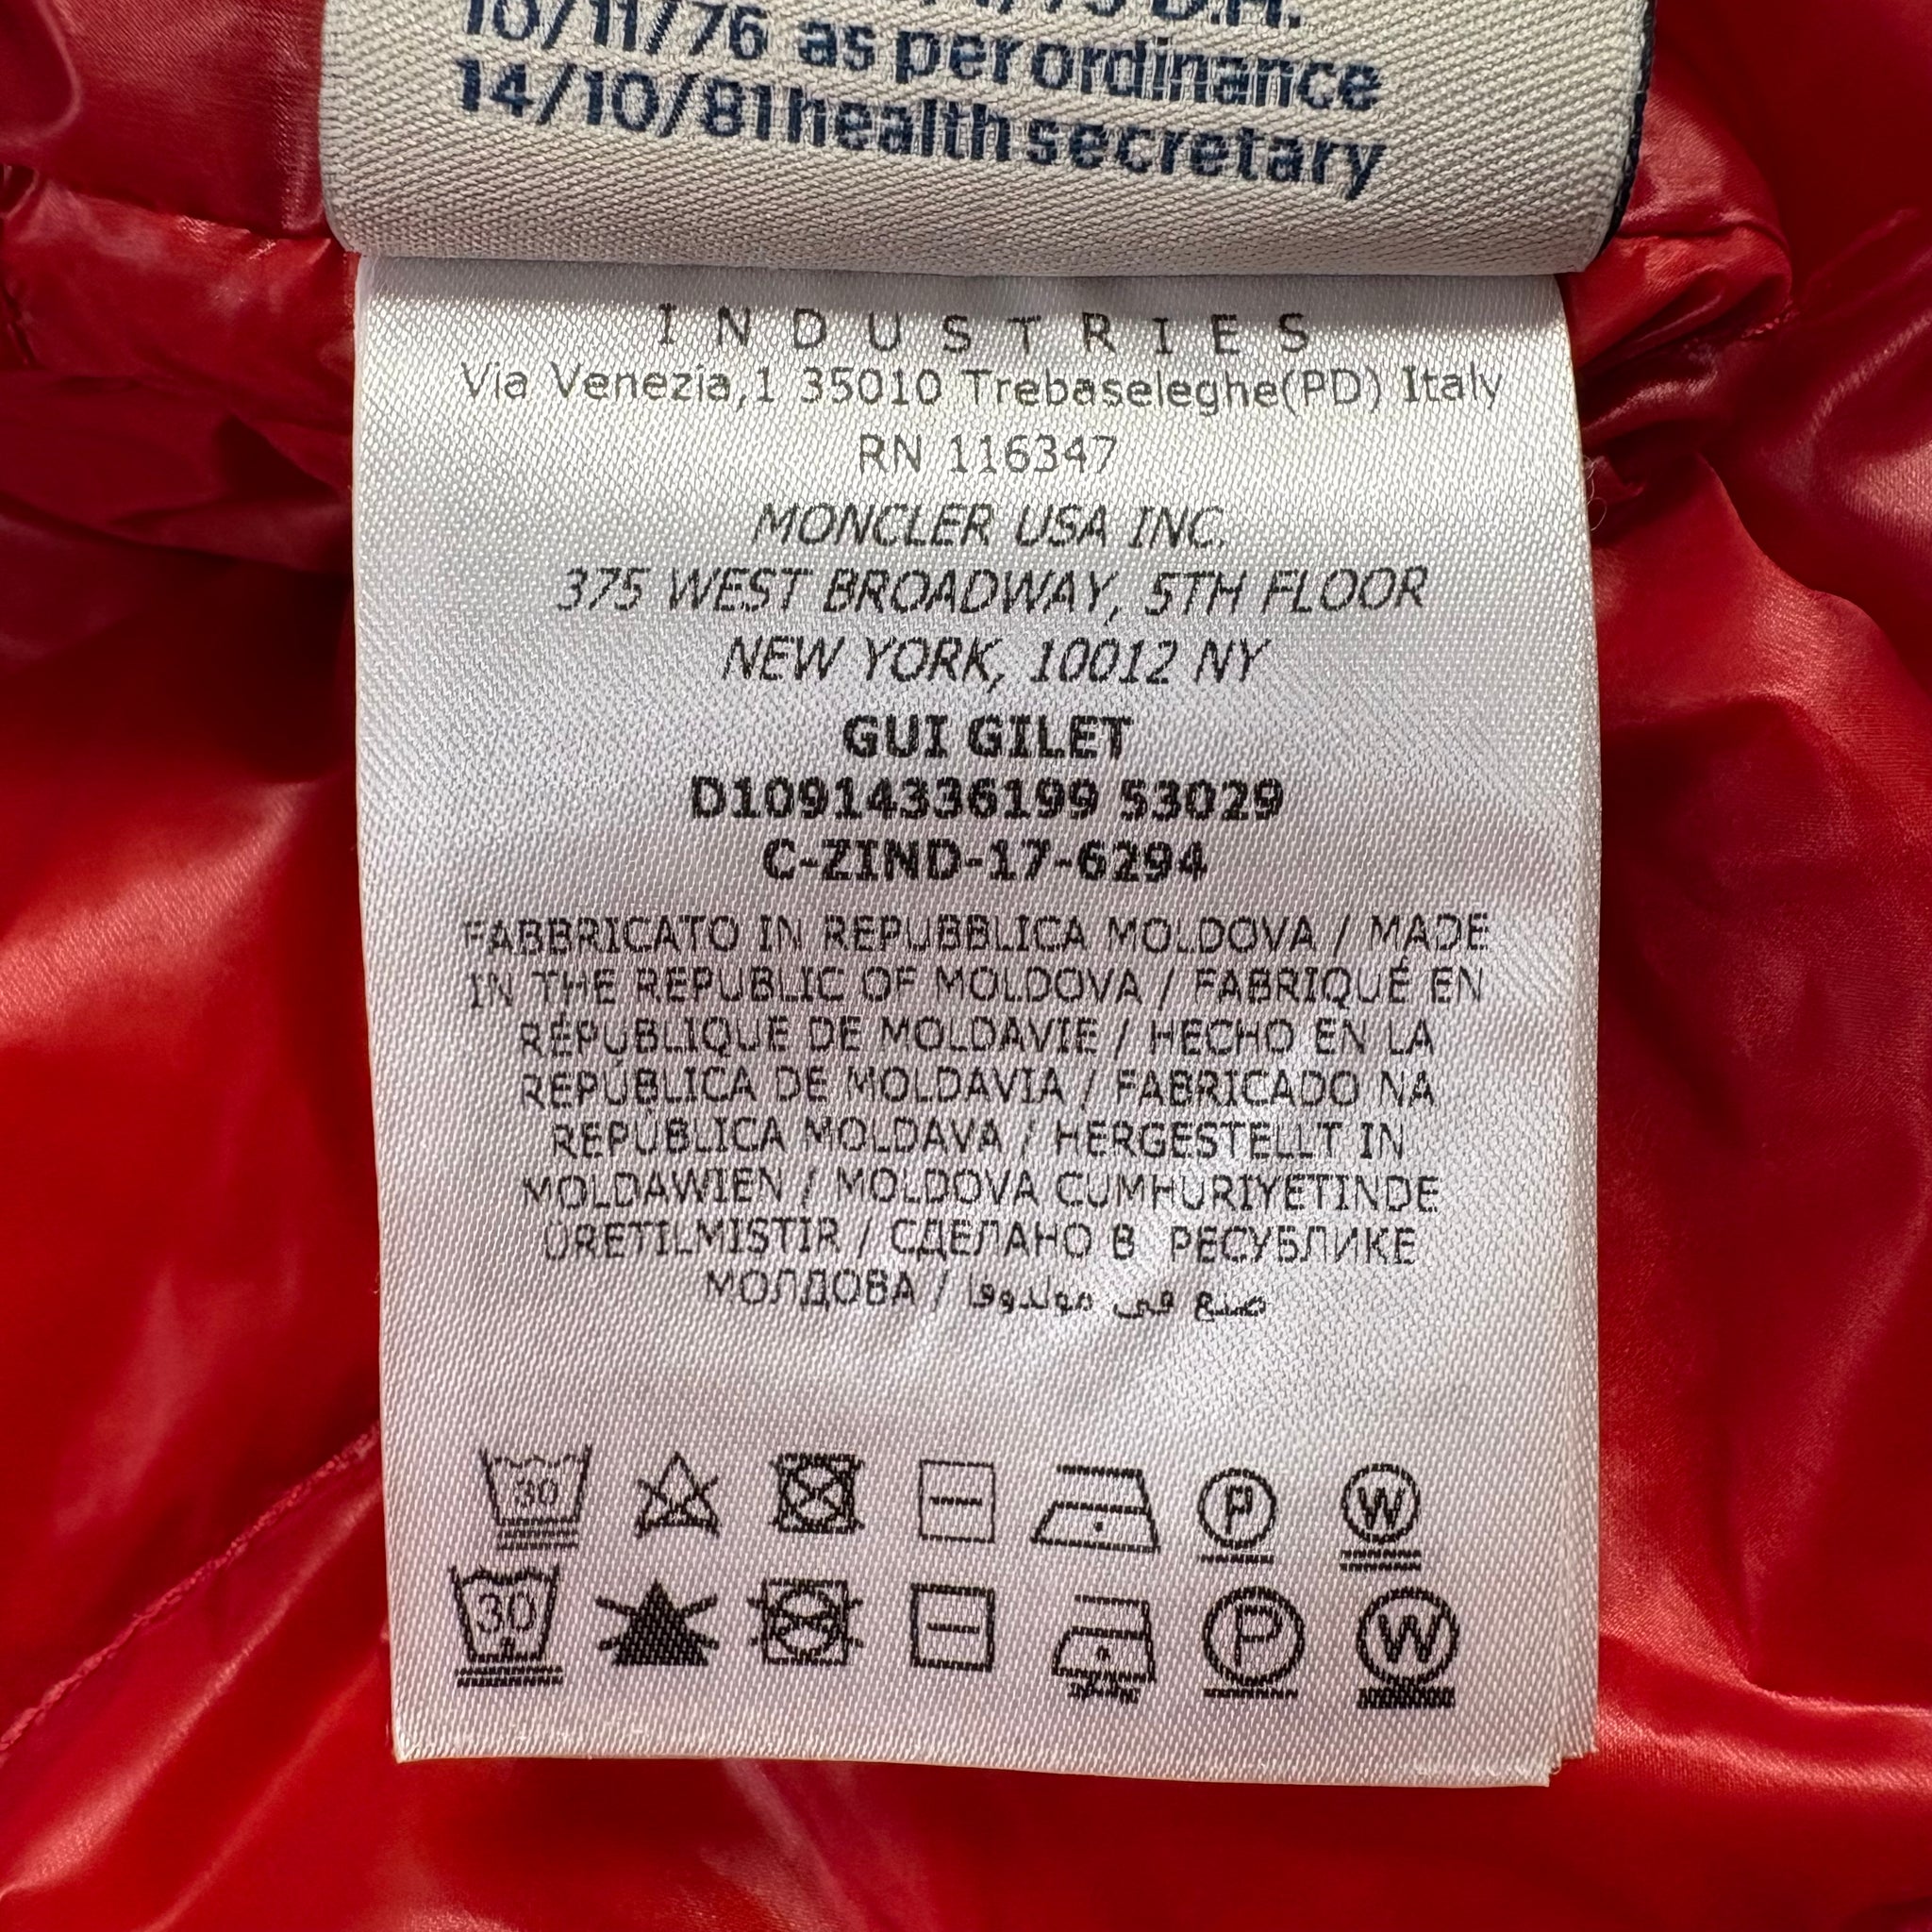 10/11/76 as per ordinance
14/10/81 health secretary
INDUSTRIES
Via Venezia,1 35010 Trebaseleghe(PD) Italy
RN 116347
MONCLER USA INC.
375 WEST BROADWAY, 5TH FLOOR
NEW YORK, 10012 NY
GUI GILET
D10914336199 53029
C-ZIND-17-6294
FABBRICATO IN REPUBBLICA MOLDOVA / MADE
IN THE REPUBLIC OF MOLDOVA / FABRIQUÉ EN
RÉPUBLIQUE DE MOLDAVIE / HECHO EN LA
REPÚBLICA DE MOLDAVIA / FABRICADO NA
REPÚBLICA MOLDAVA / HERGESTELLT IN
MOLDAWIEN / MOLDOVA CUMHURIYETINDE
ÜRETILMISTIR / СДЕЛАНО В РЕСУБЛИКЕ
МОЛДОВА / صنع في مولدوفا
30 P W
30 P W